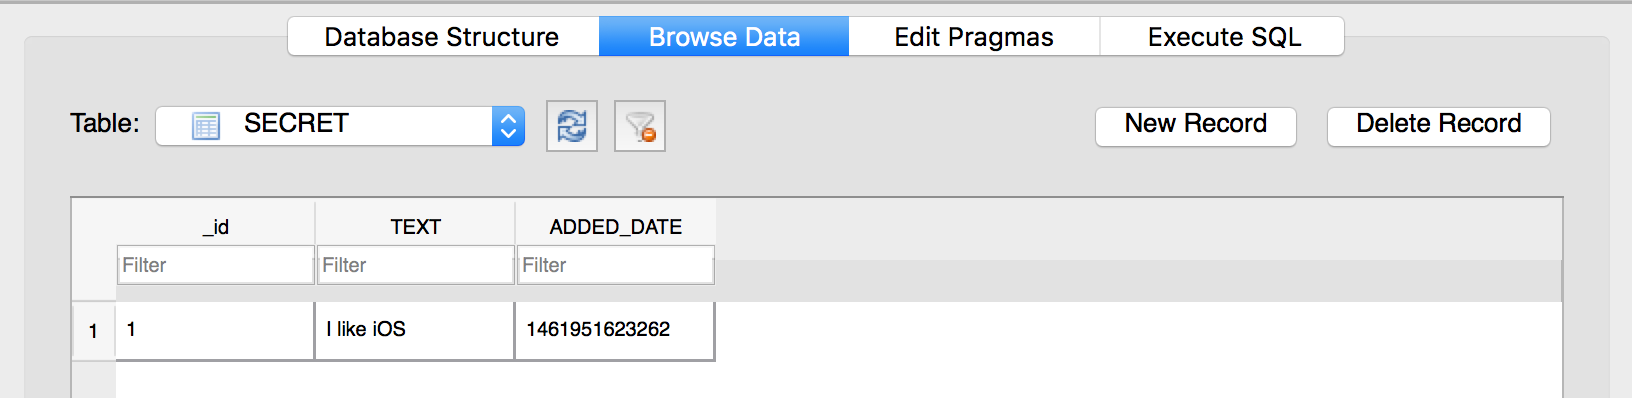 Database Structure Browse Data Edit Pragmas Execute SQL
Table: SECRET New Record Delete Record
_id TEXT ADDED_DATE
Filter Filter Filter
1 1 I like iOS 1461951623262